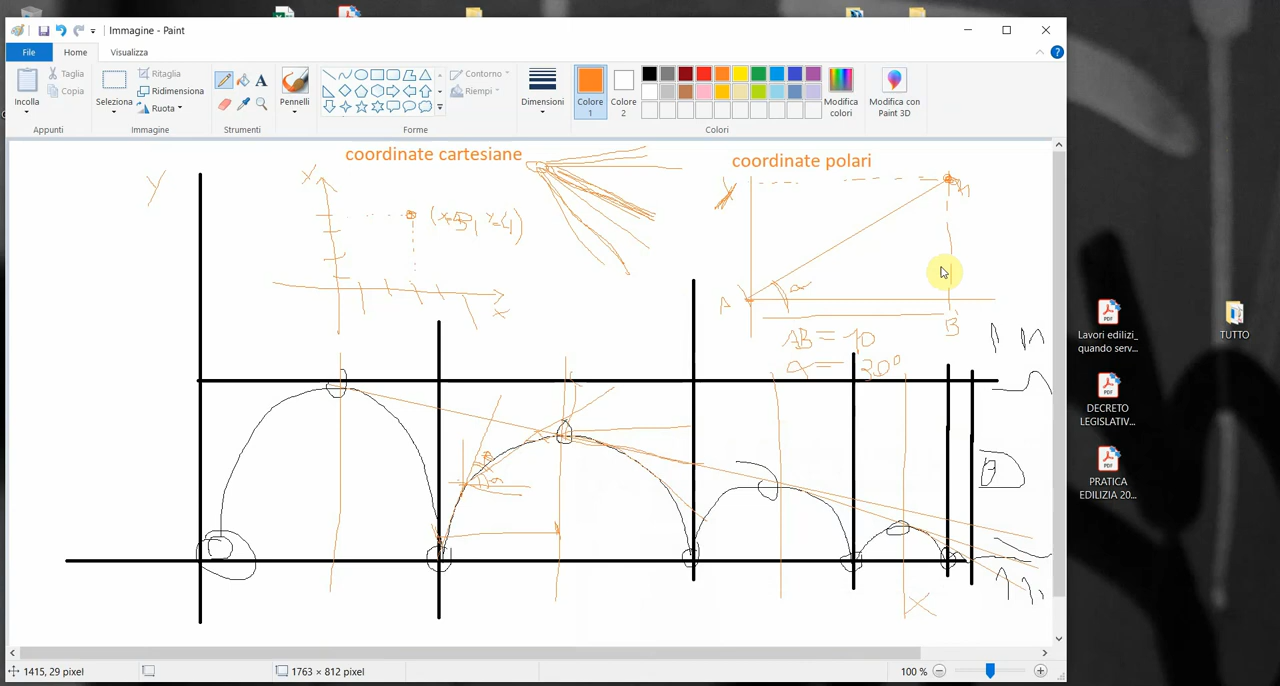 Immagine - Paint
File
Home
Visualizza
Incolla
Taglia
Copia
Appunti
Seleziona
Ritaglia
Ridimensiona
Ruota
Immagine
Strumenti
Pennelli
Forme
Contorno
Riempi
Dimensioni
Colore 1
Colore 2
Modifica colori
Colori
Modifica con Paint 3D
coordinate cartesiane
coordinate polari
Y
X
X
Y
α
A
B
AB = 10
α = 30°
X
Lavori edilizi_
quando serv...
DECRETO
LEGISLATIV...
PRATICA
EDILIZIA 20...
TUTTO
1415, 29 pixel
1763 × 812 pixel
100 %